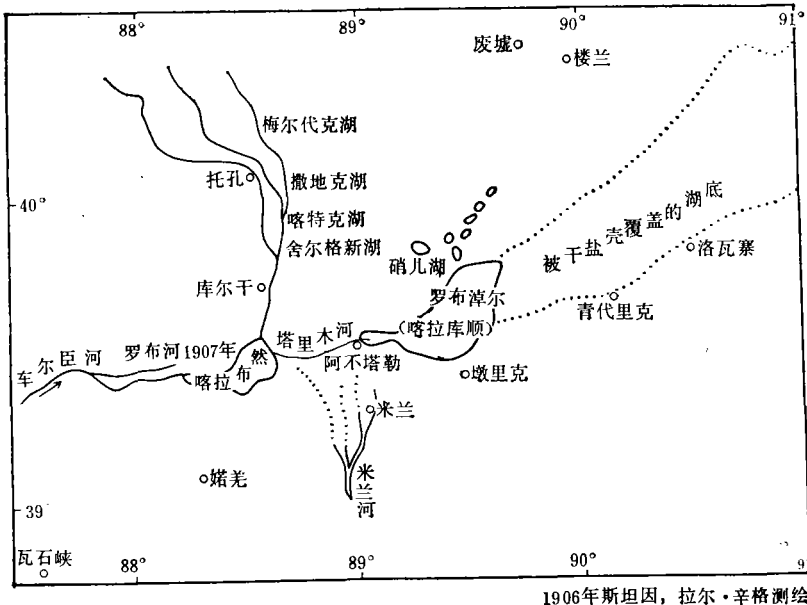 88°
89°
90°
91°
废墟
楼兰
梅尔代克湖
托孔
撒地克湖
40°
喀特克湖
舍尔格新湖
硝儿湖
被干盐壳覆盖的湖底
洛瓦寨
库尔干
罗布淖尔
(喀拉库顺)
青代里克
车尔臣河
罗布河1907年
喀拉布然
塔里木河
阿不塔勒
墩里克
米兰
婼羌
米兰河
39
瓦石峡
88°
89°
90°
9
1906年斯坦因,拉尔·辛格测绘